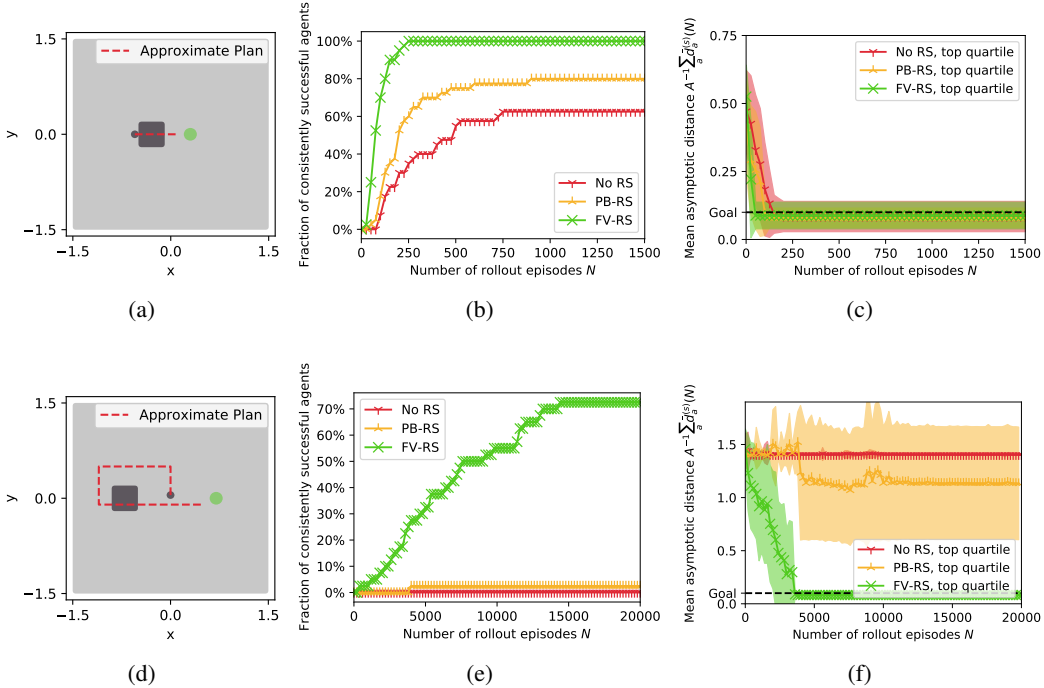 1.5
0.0
−1.5
y
Approximate Plan
−1.5
0.0
1.5
x
(a)
Fraction of consistently successful agents
100%
80%
60%
40%
20%
0%
No RS
PB-RS
FV-RS
0
250
500
750
1000
1250
1500
Number of rollout episodes N
(b)
Mean asymptotic distance A⁻¹∑ₐd̄ₐ⁽ˢ⁾(N)
0.75
0.50
0.25
Goal
0.0
No RS, top quartile
PB-RS, top quartile
FV-RS, top quartile
0
250
500
750
1000
1250
1500
Number of rollout episodes N
(c)
1.5
0.0
−1.5
y
Approximate Plan
−1.5
0.0
1.5
x
(d)
Fraction of consistently successful agents
70%
60%
50%
40%
30%
20%
10%
0%
No RS
PB-RS
FV-RS
0
5000
10000
15000
20000
Number of rollout episodes N
(e)
Mean asymptotic distance A⁻¹∑ₐd̄ₐ⁽ˢ⁾(N)
1.5
1.0
0.5
Goal
0.0
No RS, top quartile
PB-RS, top quartile
FV-RS, top quartile
0
5000
10000
15000
20000
Number of rollout episodes N
(f)